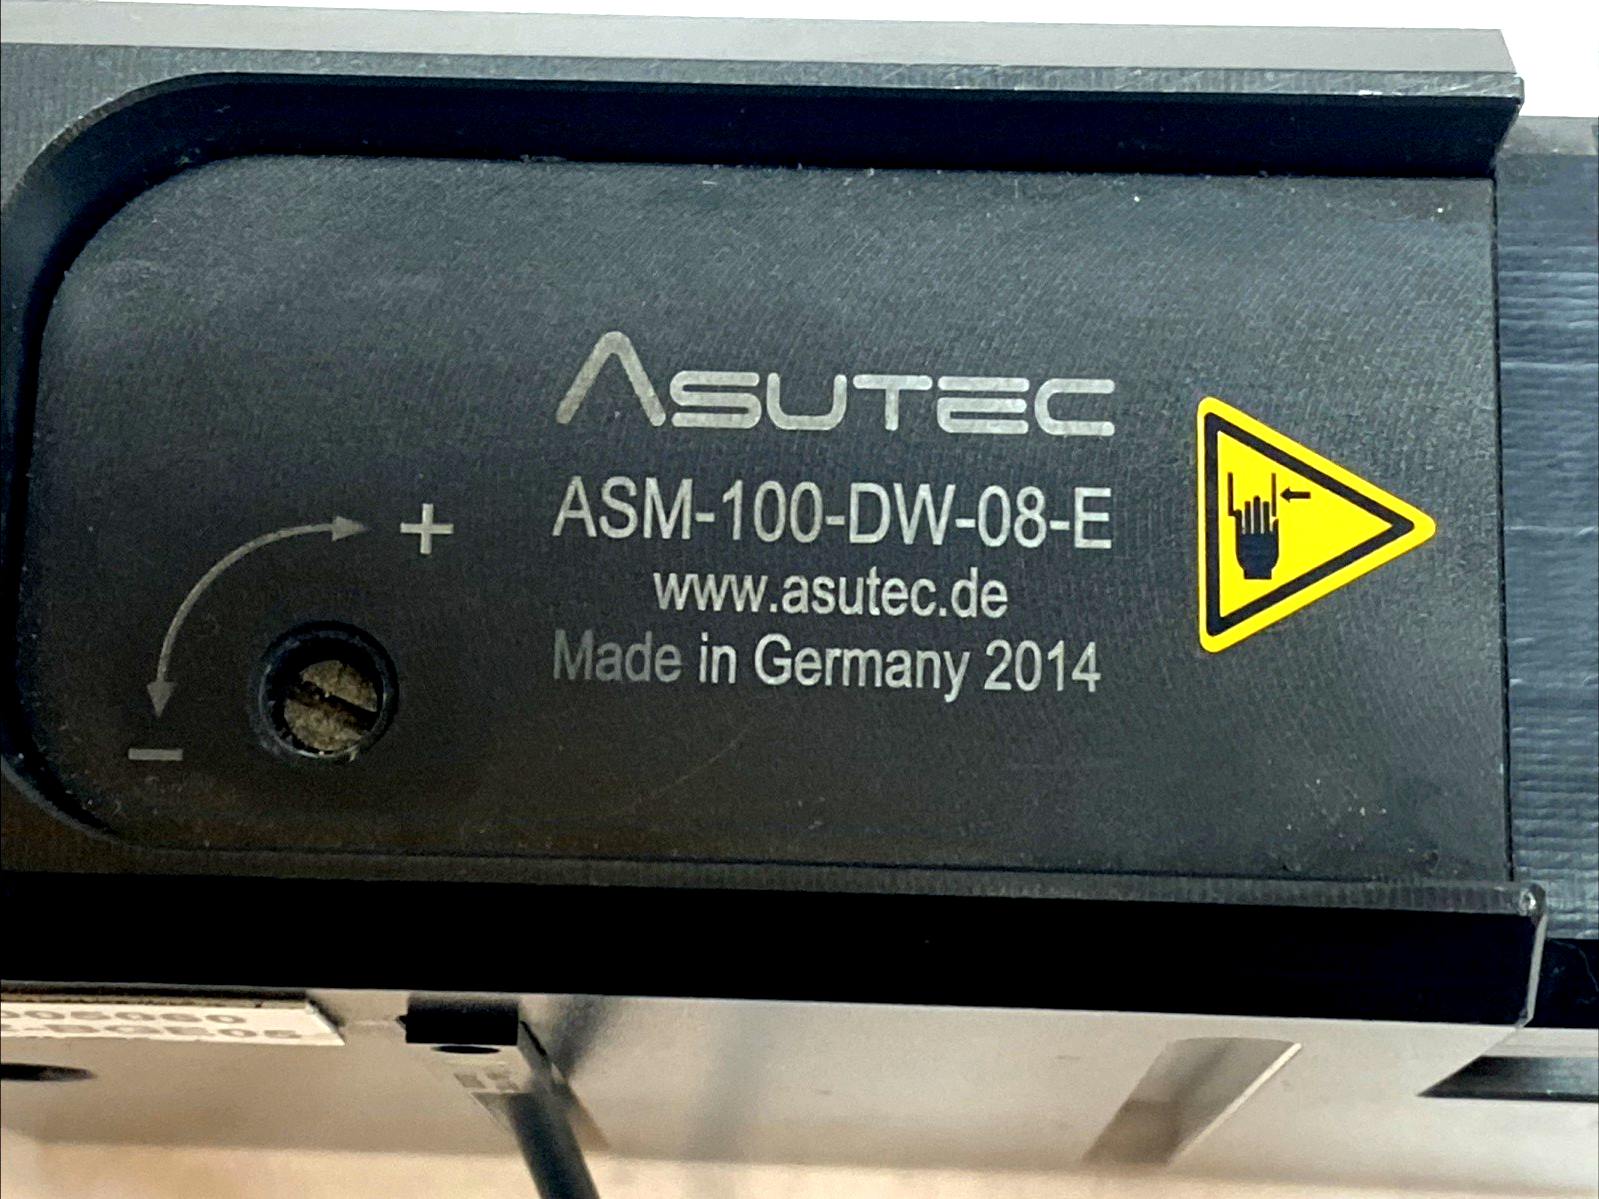 ASUTEC
ASM-100-DW-08-E
www.asutec.de
Made in Germany 2014
+
–